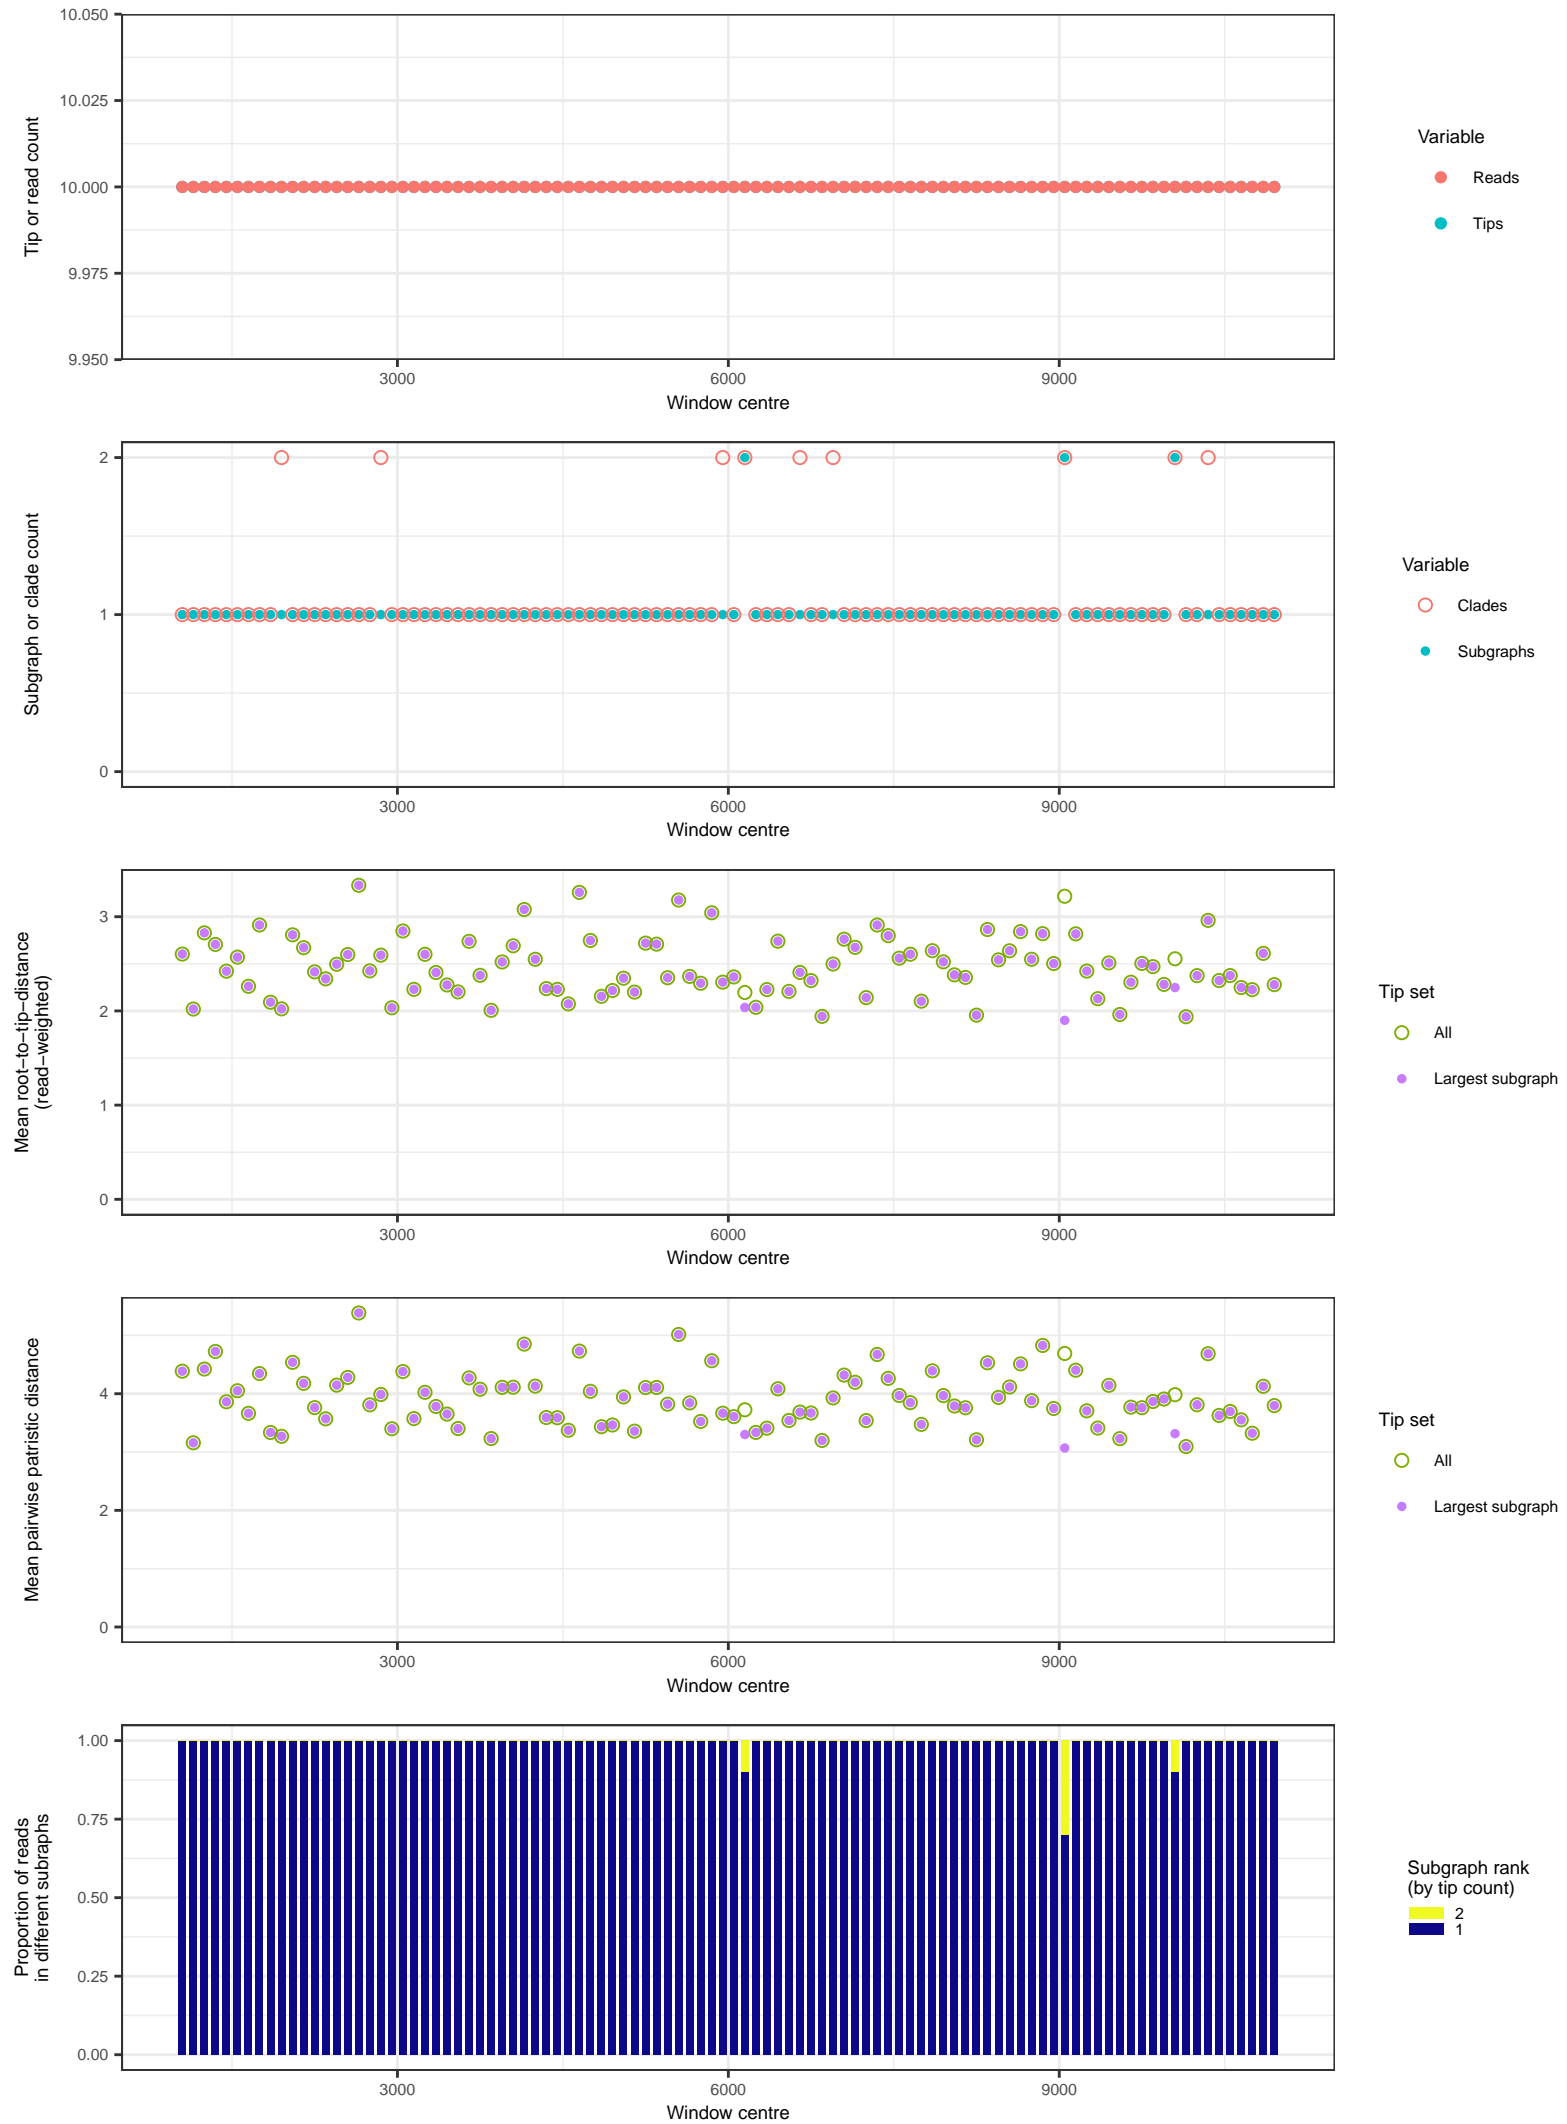 10.050
10.025
10.000
9.975
9.950
Tip or read count
3000 6000 9000
Window centre
Variable
Reads
Tips
2
1
0
Subgraph or clade count
3000 6000 9000
Window centre
Variable
Clades
Subgraphs
3
2
1
0
Mean root−to−tip−distance
(read−weighted)
3000 6000 9000
Window centre
Tip set
All
Largest subgraph
4
2
0
Mean pairwise patristic distance
3000 6000 9000
Window centre
Tip set
All
Largest subgraph
1.00
0.75
0.50
0.25
0.00
Proportion of reads
in different subraphs
3000 6000 9000
Window centre
Subgraph rank
(by tip count)
2
1